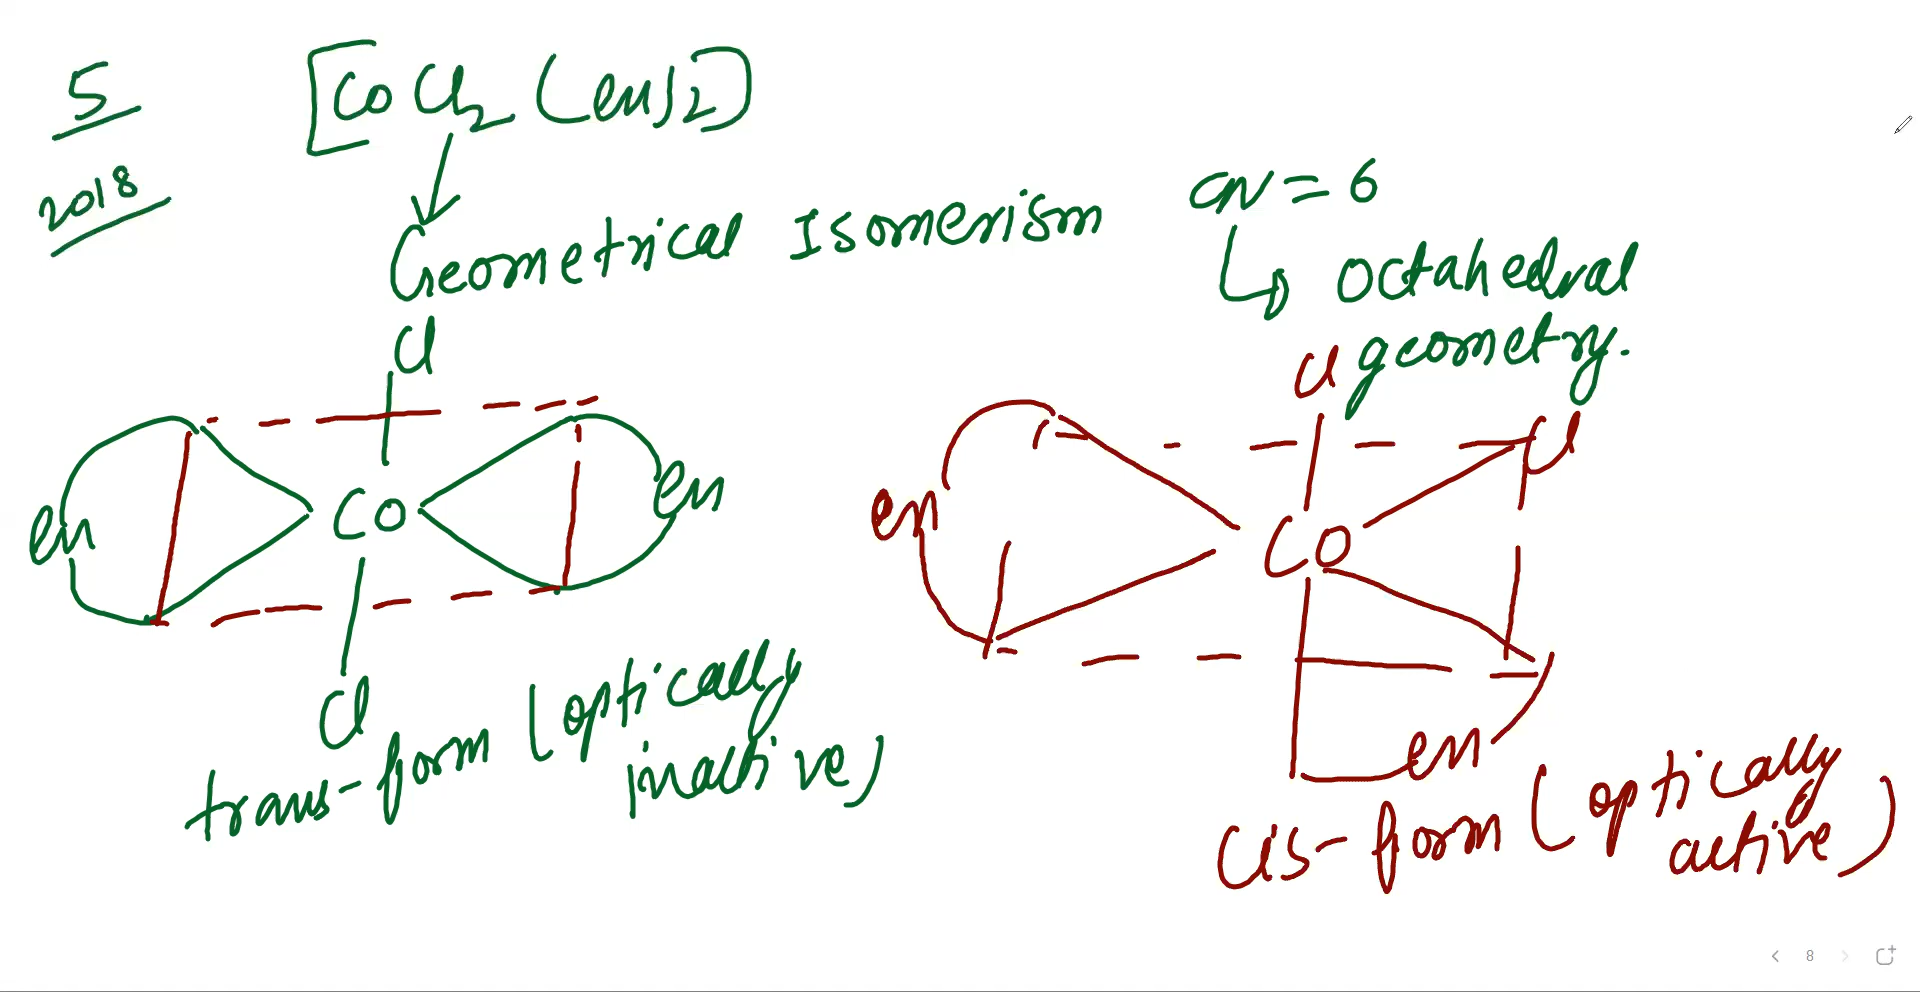 5
2018
[CoCl2(en)2]
Geometrical Isomerism
CN = 6
octahedral
geometry.
Cl
en
Co
en
Cl
trans-form (optically
inactive)
Cl
Cl
en
Co
en
cis-form (optically
active)
8